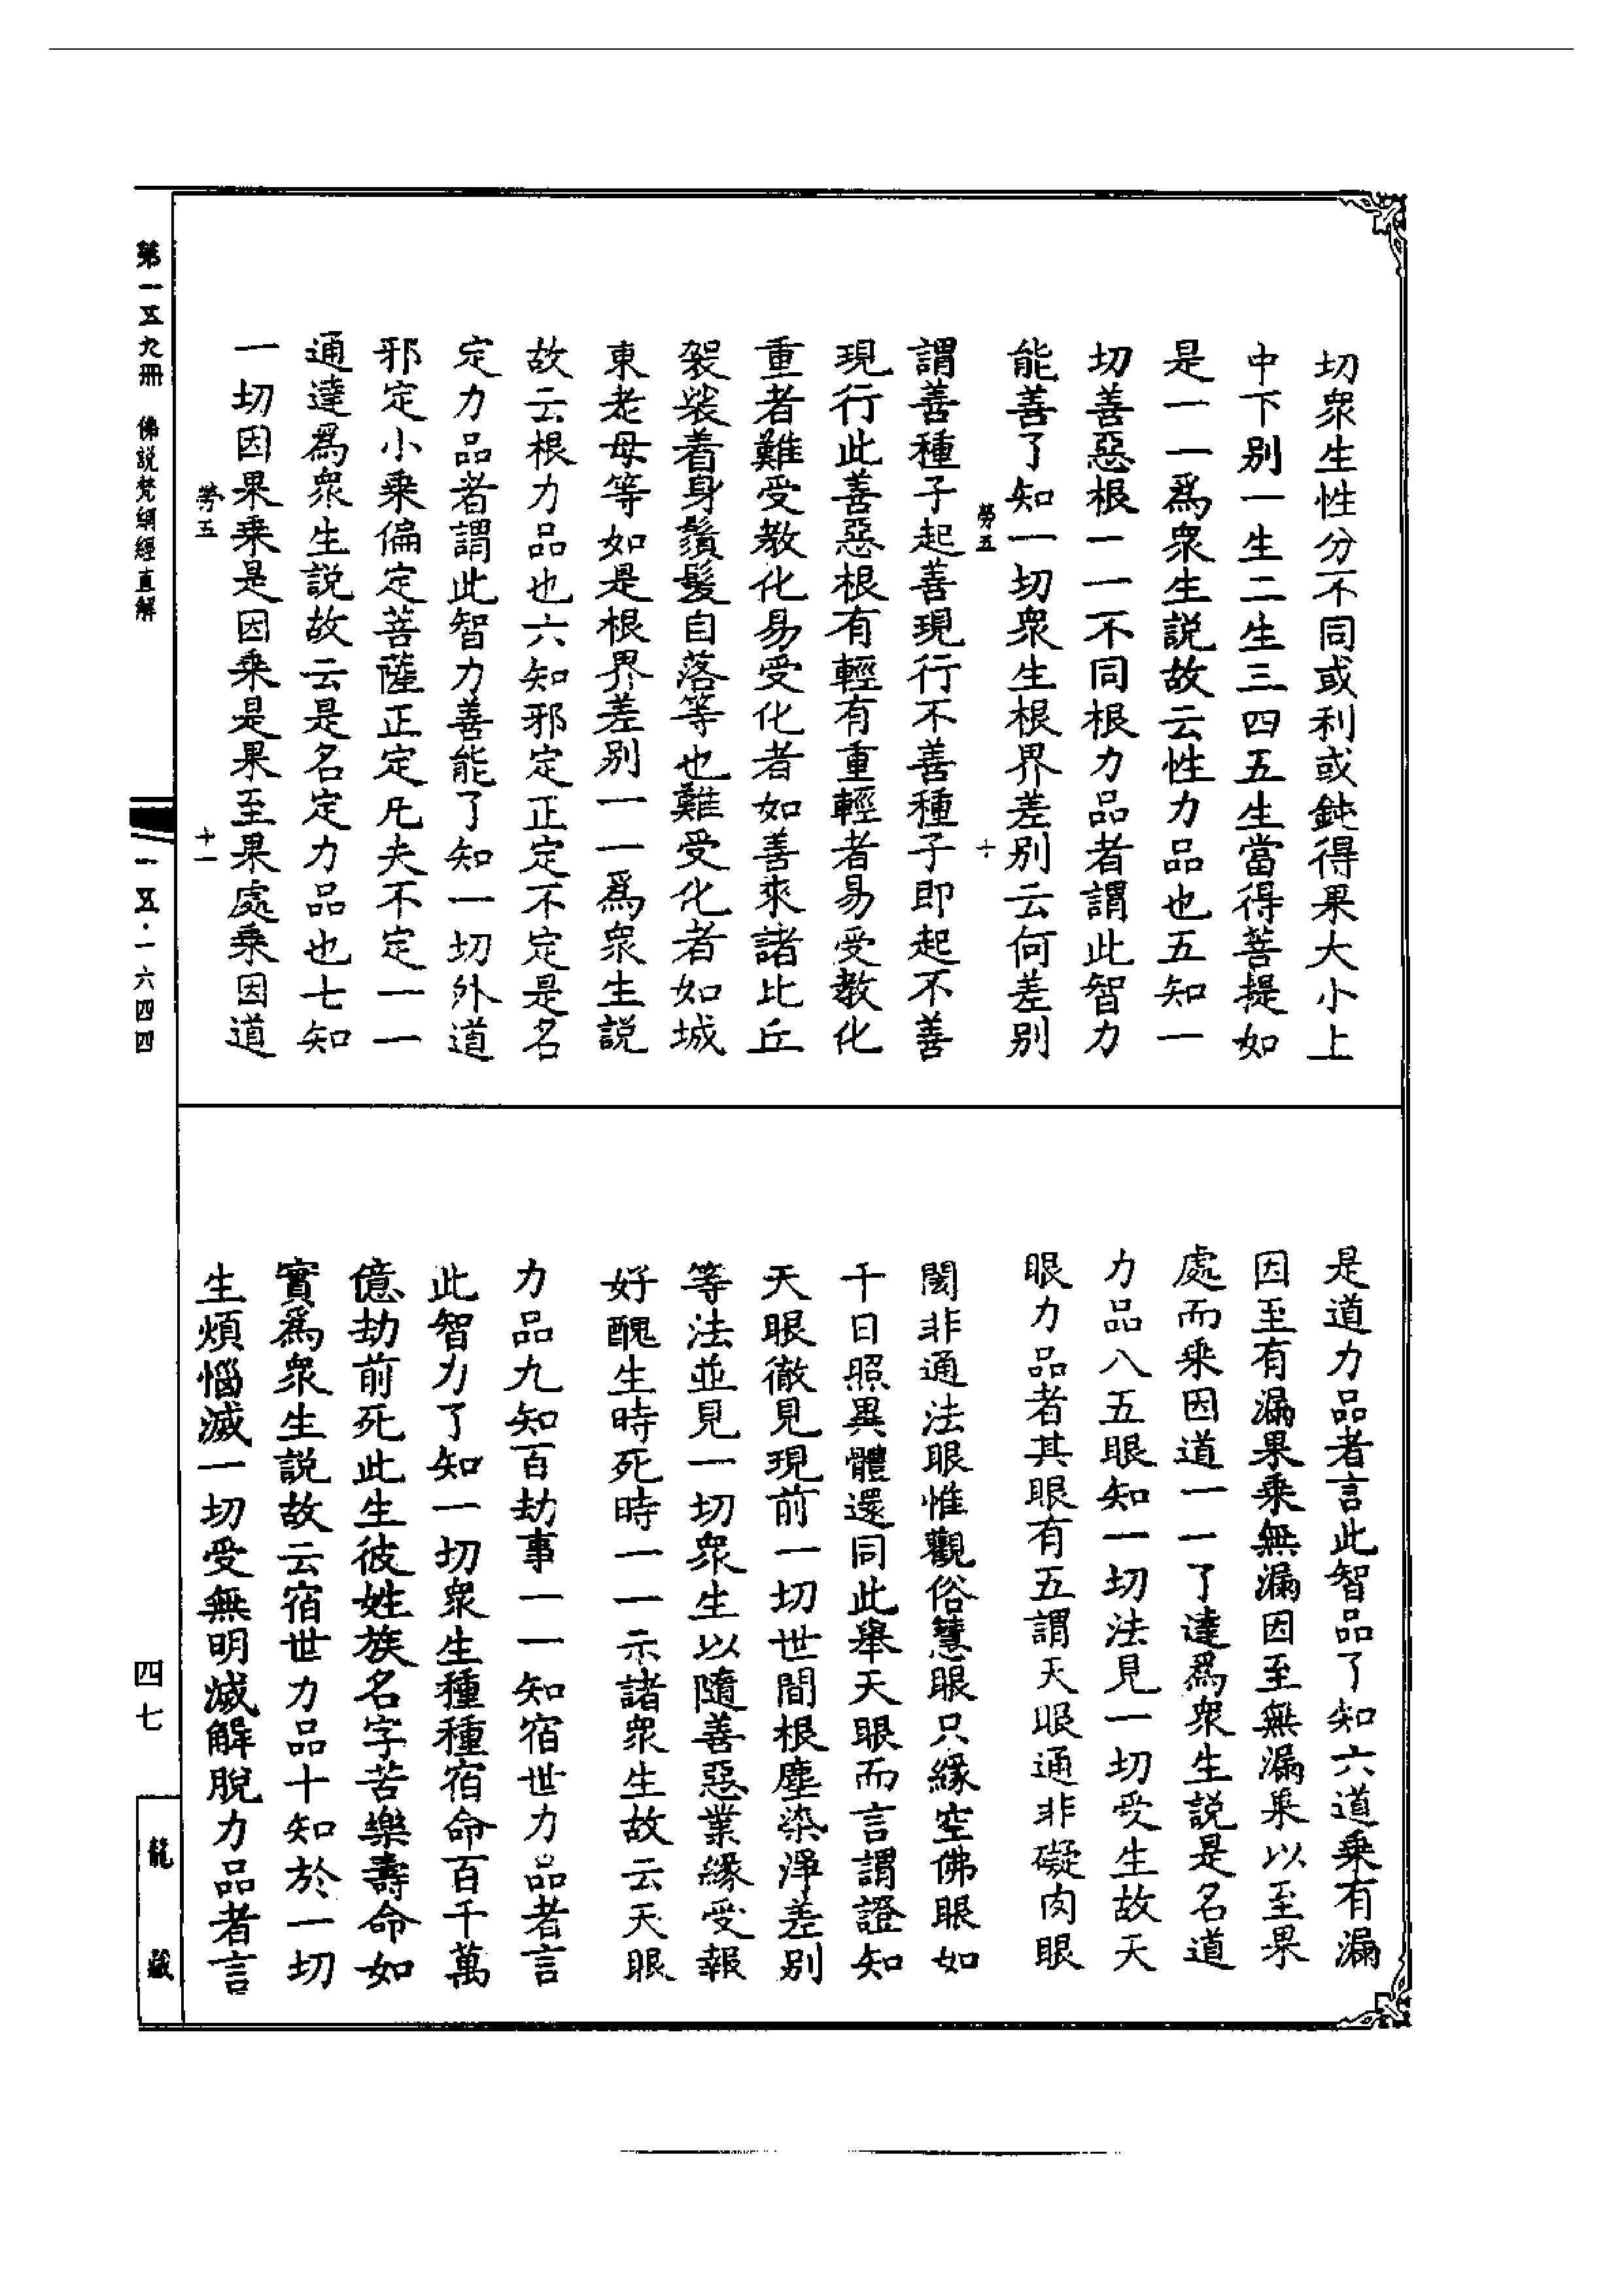 切衆生性分不同或利或鈍得果大小上
中下别一生二生三四五生當得菩提如
是一一爲衆生説故云性力品也五知一
切善惡根一一不同根力品者謂此智力
能善了知一切衆生根界差别云何差别
勞五
十
謂善種子起善現行不善種子即起不善
現行此善惡根有輕有重輕者易受教化
重者難受教化易受化者如善來諸比丘
袈裟着身鬚髮自落等也難受化者如城
東老母等如是根界差别一一爲衆生説
故云根力品也六知邪定正定不定是名
定力品者謂此智力善能了知一切外道
邪定小乘偏定菩薩正定凡夫不定一一
通達爲衆生説故云是名定力品也七知
一切因果乘是因乘是果至果處乘因道
勞五
十一
是道力品者言此智品了知六道乘有漏
因至有漏果乘無漏因至無漏果以至果
處而乘因道一一了達爲衆生説是名道
力品八五眼知一切法見一切受生故天
眼力品者其眼有五謂天眼通非礙肉眼
閡非通法眼惟觀俗慧眼只緣空佛眼如
千日照異體還同此舉天眼而言謂證知
天眼徹見現前一切世間根塵染淨差别
等法並見一切衆生以隨善惡業緣受報
好醜生時死時一一示諸衆生故云天眼
力品九知百劫事一一知宿世力品者言
此智力了知一切衆生種種宿命百千萬
億劫前死此生彼姓族名字苦樂壽命如
實爲衆生説故云宿世力品十知於一切
生煩惱滅一切受無明滅解脫力品者言
第一五九冊
佛説梵網經直解
一五·一六四四
四七
龍藏